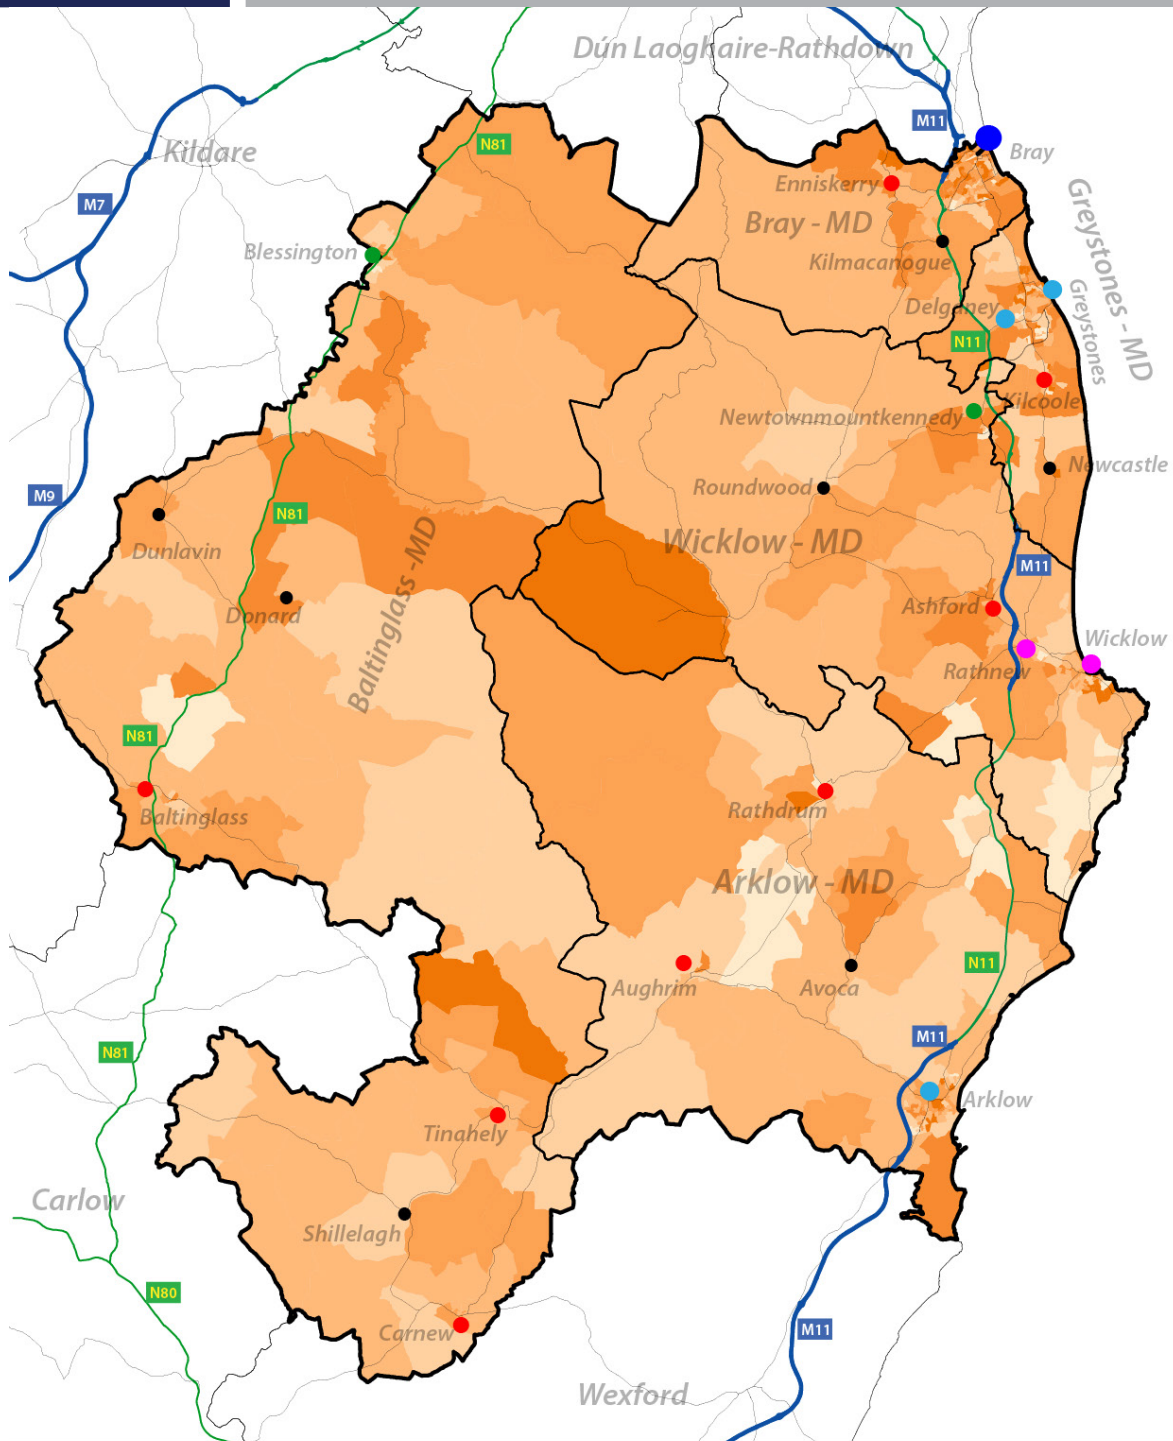 Dún Laoghaire-Rathdown
M11
N81
Kildare
Bray
Enniskerry
M7
Bray - MD
Greystones - MD
Blessington
Kilmacanogue
Greystones
Delganey
N11
Kilcoole
Newtownmountkennedy
Newcastle
Roundwood
M9
N81
Wicklow - MD
Dunlavin
Baltinglass -MD
M11
Ashford
Donard
Wicklow
Rathnew
N81
Rathdrum
Baltinglass
Arklow - MD
N11
Aughrim
Avoca
M11
N81
Arklow
Tinahely
Carlow
Shillelagh
N80
M11
Carnew
Wexford